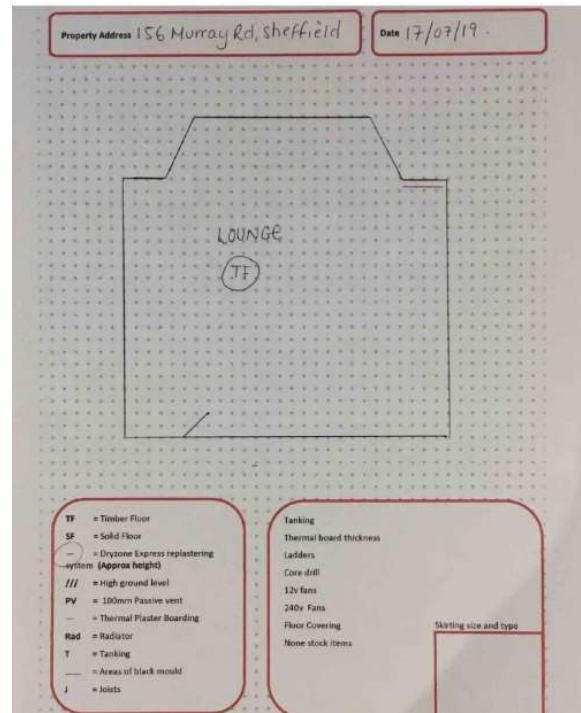 Property Address 156 Murray Rd, Sheffield
Date 17/07/19.
LOUNGE
TF
TF = Timber Floor
SF = Solid Floor
— = Dryzone Express replastering
system (Approx height)
/// = High ground level
PV = 100mm Passive vent
— = Thermal Plaster Boarding
Rad = Radiator
T = Tanking
___ = Areas of black mould
J = Joists
Tanking
Thermal board thickness
Ladders
Core drill
12v fans
240v Fans
Floor Covering
None stock items
Skirting size and type